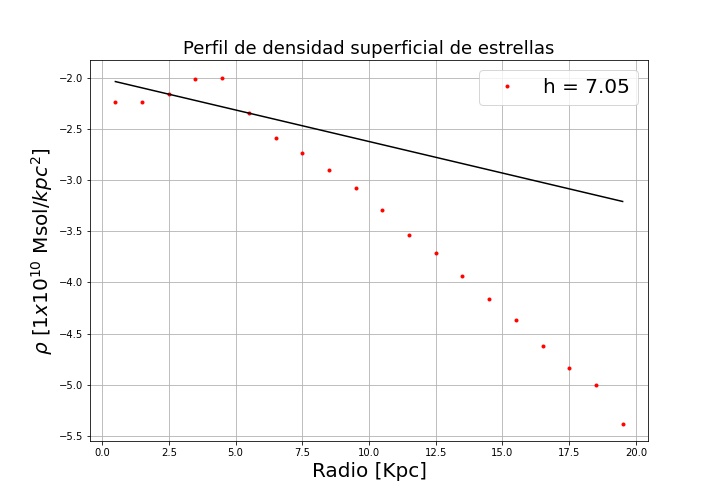 Perfil de densidad superficial de estrellas
h = 7.05
ρ [1x10¹⁰ Msol/kpc²]
−2.0
−2.5
−3.0
−3.5
−4.0
−4.5
−5.0
−5.5
0.0 2.5 5.0 7.5 10.0 12.5 15.0 17.5 20.0
Radio [Kpc]